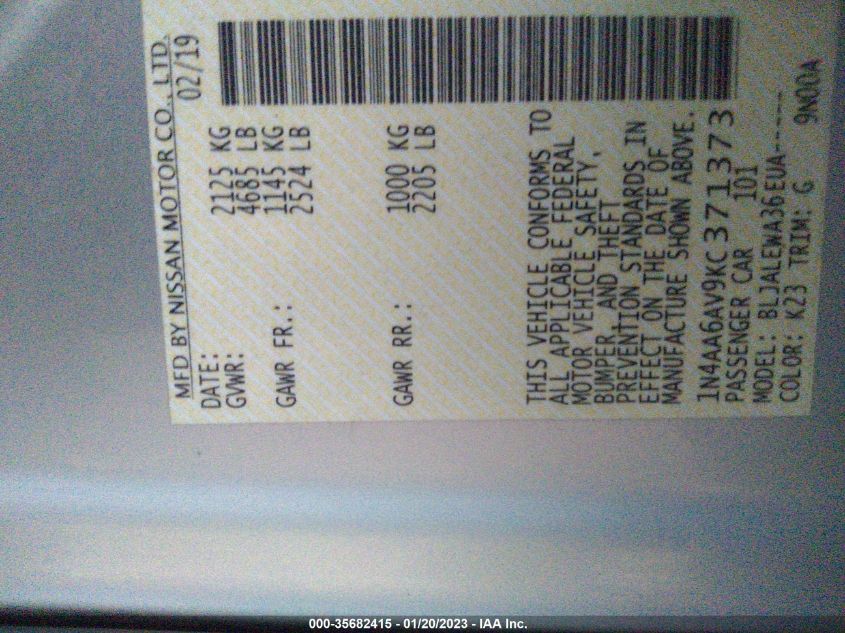 MFD BY NISSAN MOTOR CO., LTD.
DATE: 02/19
GVWR: 2125 KG
4685 LB
GAWR FR.: 1145 KG
2524 LB
GAWR RR.: 1000 KG
2205 LB
THIS VEHICLE CONFORMS TO
ALL APPLICABLE FEDERAL
MOTOR VEHICLE SAFETY,
BUMPER, AND THEFT
PREVENTION STANDARDS IN
EFFECT ON THE DATE OF
MANUFACTURE SHOWN ABOVE.
1N4AA6AV9KC371373
PASSENGER CAR 101
MODEL: BLJALEWA36EUA-----
COLOR: K23 TRIM: G 9N00A
000-35682415 - 01/20/2023 - IAA Inc.